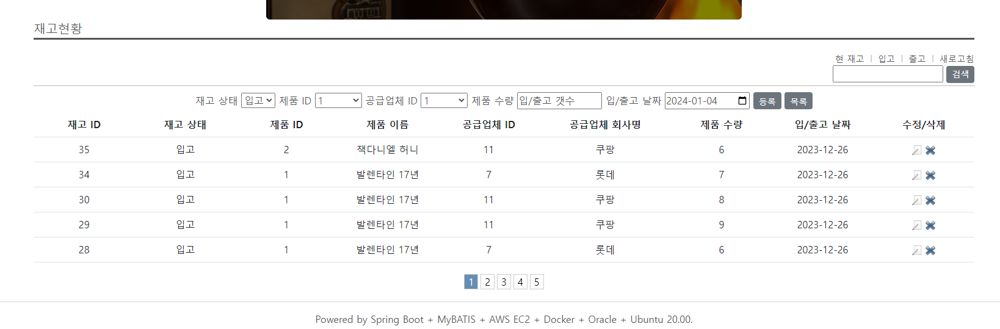 재고현황
현 재고 | 입고 | 출고 | 새로고침
검색
재고 상태 입고 제품 ID 1 공급업체 ID 1 제품 수량 입/출고 갯수 입/출고 날짜 2024-01-04 등록 목록
재고 ID 재고 상태 제품 ID 제품 이름 공급업체 ID 공급업체 회사명 제품 수량 입/출고 날짜 수정/삭제
35 입고 2 잭다니엘 허니 11 쿠팡 6 2023-12-26
34 입고 1 발렌타인 17년 7 롯데 7 2023-12-26
30 입고 1 발렌타인 17년 11 쿠팡 8 2023-12-26
29 입고 1 발렌타인 17년 11 쿠팡 9 2023-12-26
28 입고 1 발렌타인 17년 7 롯데 6 2023-12-26
1 2 3 4 5
Powered by Spring Boot + MyBATIS + AWS EC2 + Docker + Oracle + Ubuntu 20.00.